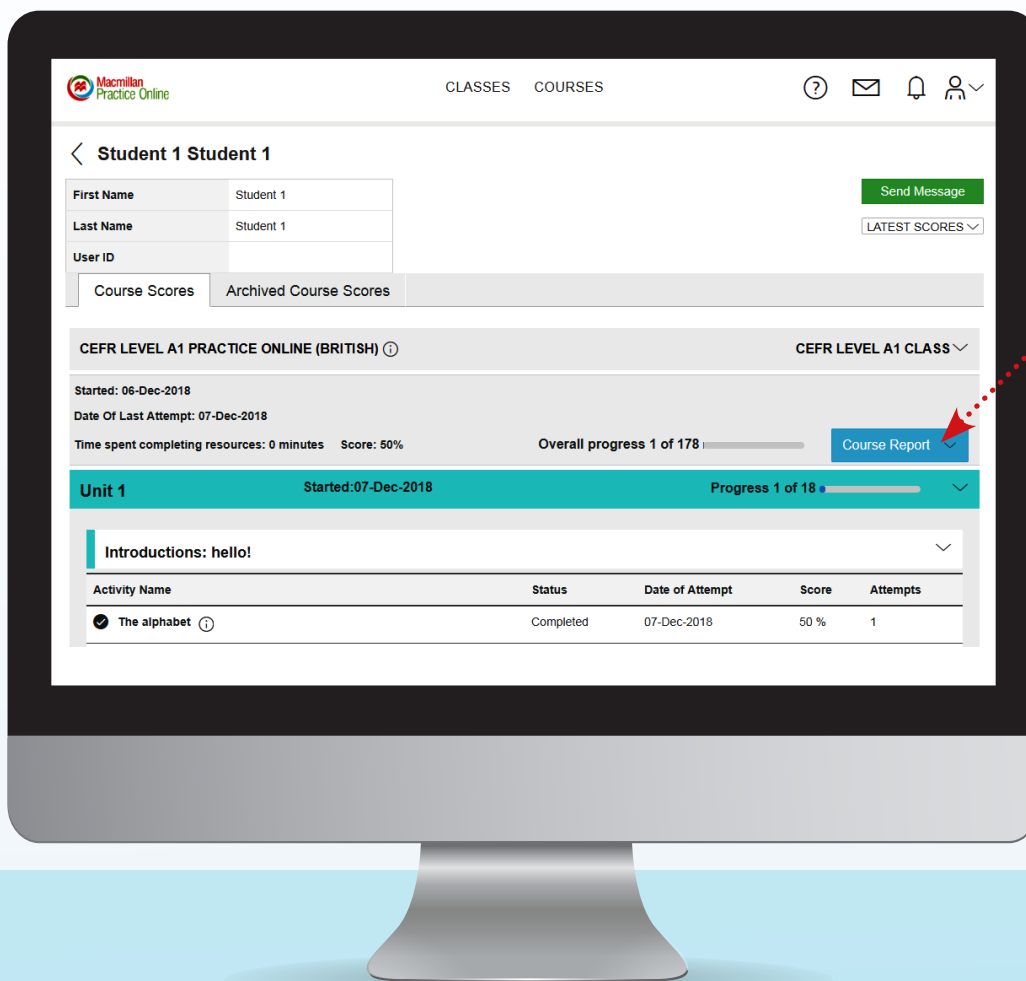 Macmillan
Practice Online
CLASSES COURSES
?
Student 1 Student 1
First Name Student 1
Send Message
Last Name Student 1
LATEST SCORES
User ID
Course Scores Archived Course Scores
CEFR LEVEL A1 PRACTICE ONLINE (BRITISH) i CEFR LEVEL A1 CLASS
Started: 06-Dec-2018
Date Of Last Attempt: 07-Dec-2018
Time spent completing resources: 0 minutes Score: 50% Overall progress 1 of 178 Course Report
Unit 1 Started:07-Dec-2018 Progress 1 of 18
Introductions: hello!
Activity Name Status Date of Attempt Score Attempts
The alphabet i Completed 07-Dec-2018 50 % 1